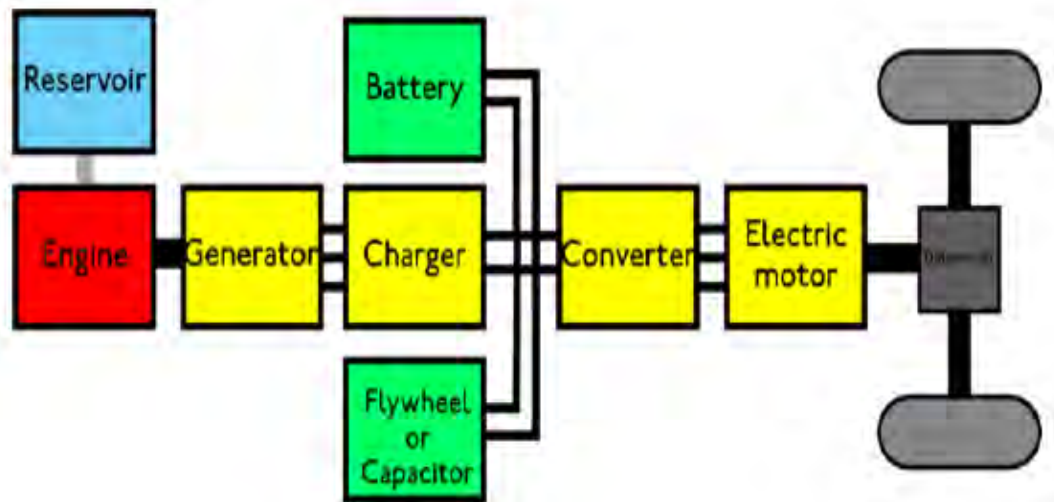 Reservoir
Battery
Engine
Generator
Charger
Converter
Electric
motor
Flywheel
or
Capacitor